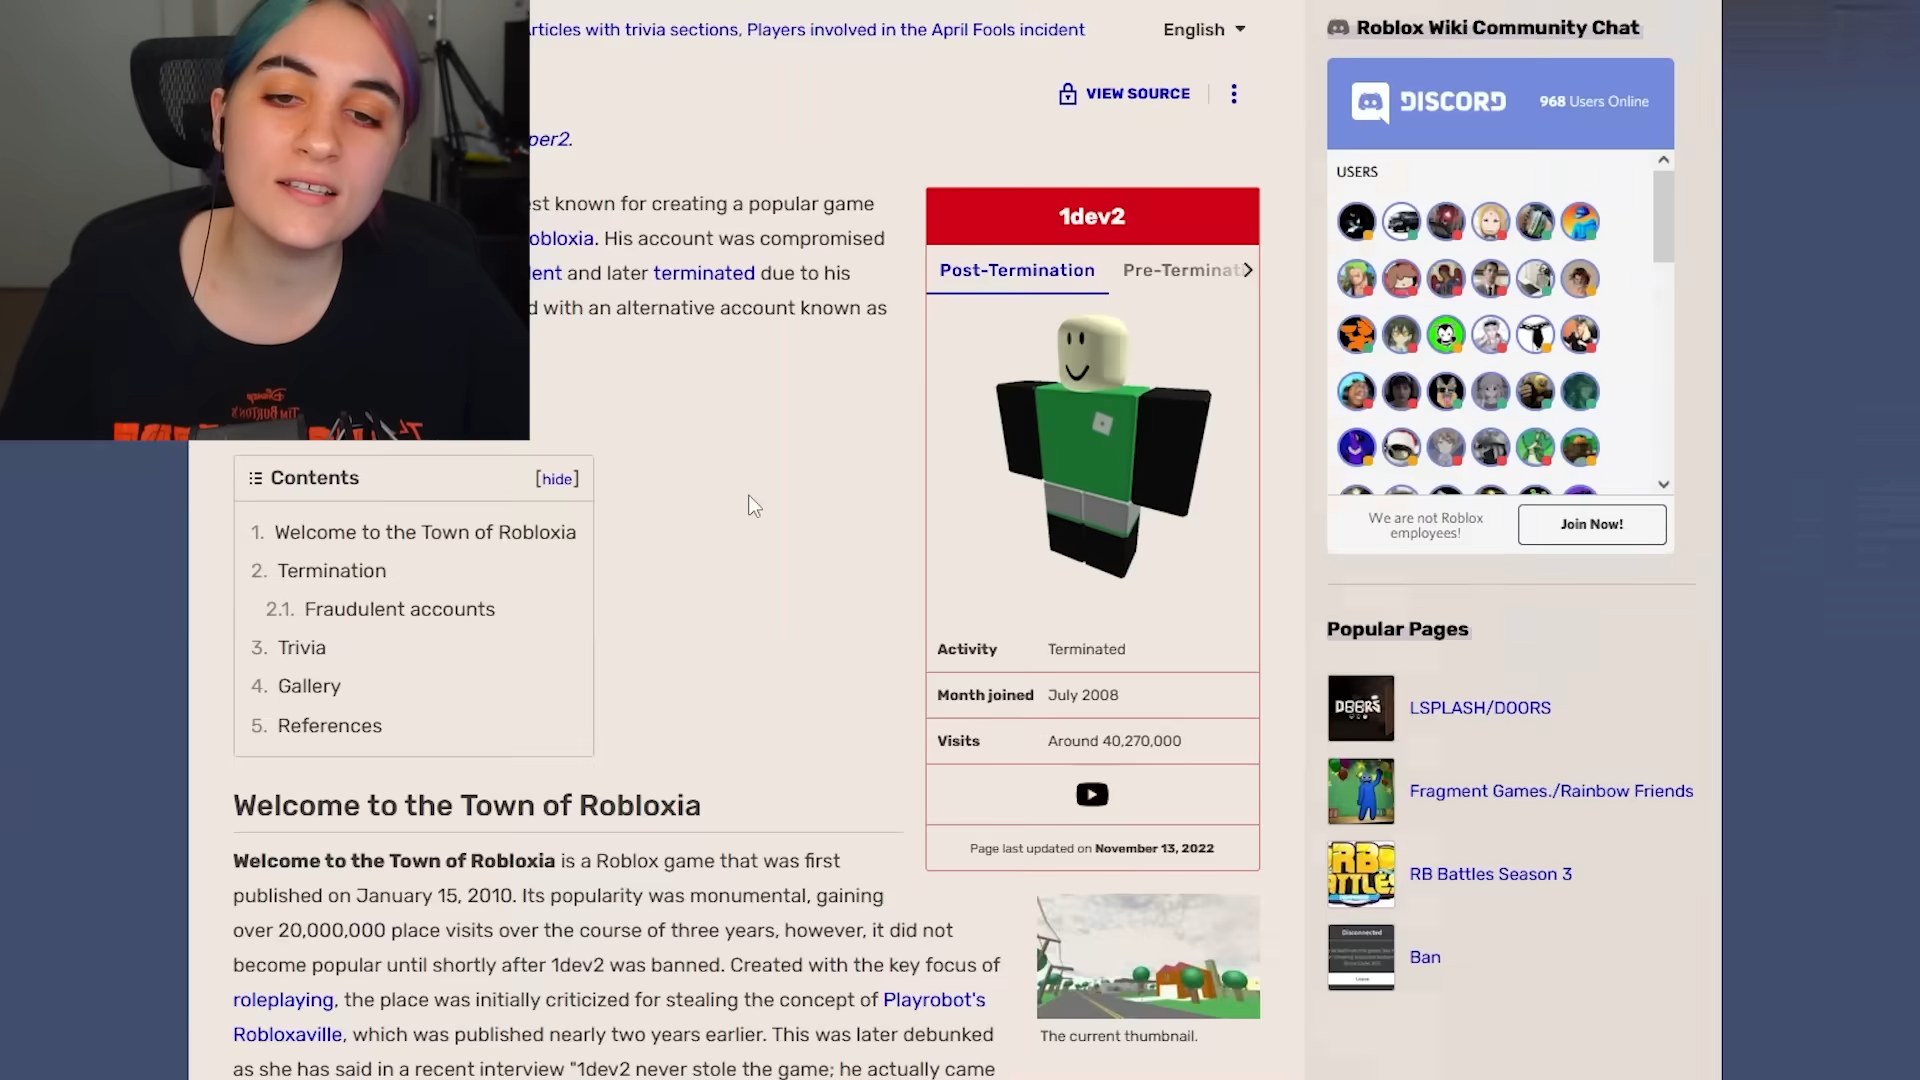 rticles with trivia sections, Players involved in the April Fools incident
English
VIEW SOURCE
per2.
st known for creating a popular game
obloxia. His account was compromised
lent and later terminated due to his
d with an alternative account known as
Disney
Tim BURTON'S
Contents [hide]
1. Welcome to the Town of Robloxia
2. Termination
2.1. Fraudulent accounts
3. Trivia
4. Gallery
5. References
Welcome to the Town of Robloxia
Welcome to the Town of Robloxia is a Roblox game that was first
published on January 15, 2010. Its popularity was monumental, gaining
over 20,000,000 place visits over the course of three years, however, it did not
become popular until shortly after 1dev2 was banned. Created with the key focus of
roleplaying, the place was initially criticized for stealing the concept of Playrobot's
Robloxaville, which was published nearly two years earlier. This was later debunked
as she has said in a recent interview "1dev2 never stole the game; he actually came
1dev2
Post-Termination Pre-Terminat
Activity Terminated
Month joined July 2008
Visits Around 40,270,000
Page last updated on November 13, 2022
The current thumbnail.
Roblox Wiki Community Chat
DISCORD 968 Users Online
USERS
We are not Roblox
employees!
Join Now!
Popular Pages
DOORS
LSPLASH/DOORS
Fragment Games./Rainbow Friends
RB
BATTLES
RB Battles Season 3
Disconnected
Ban